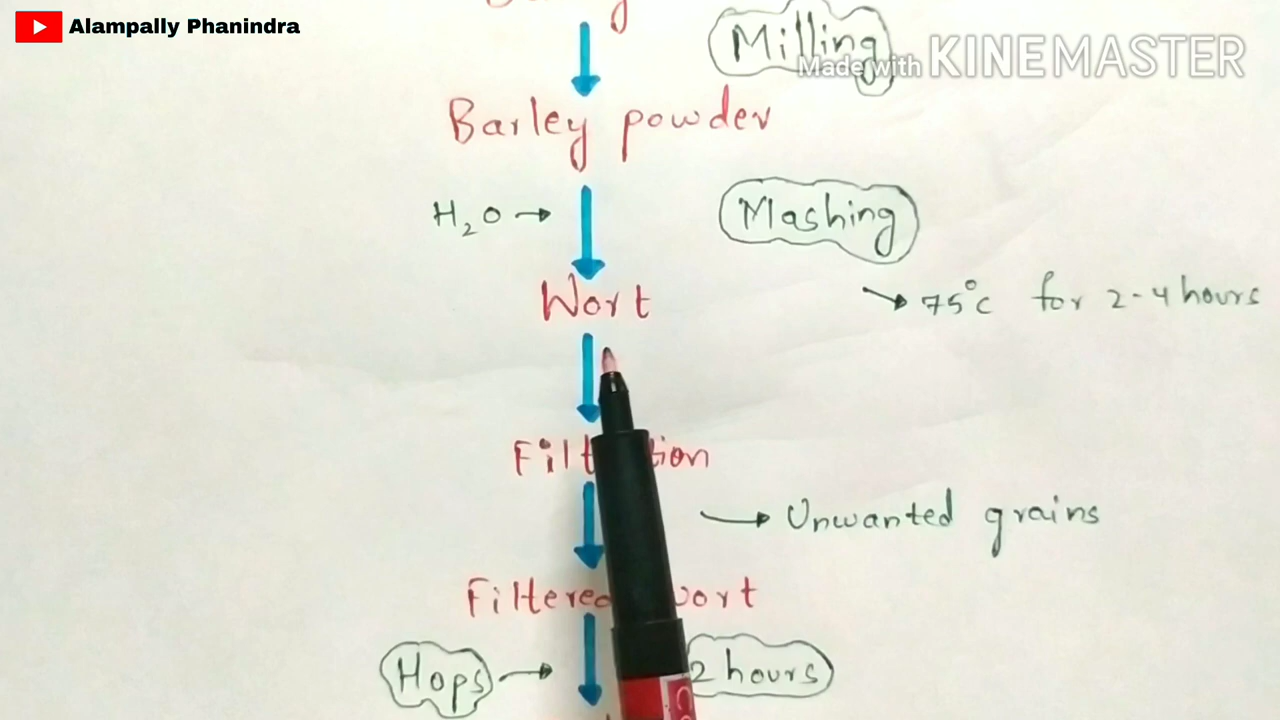 Alampally Phanindra
Milling
Made with KINEMASTER
Barley powder
H₂O →
Mashing
Wort
→ 75°C for 2-4 hours
→ Unwanted grains
Hops →
2 hours